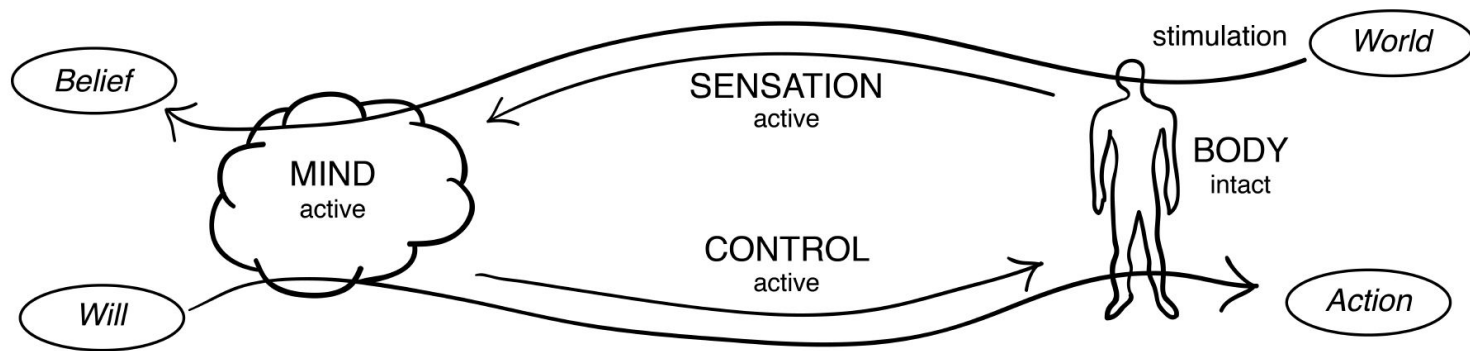 stimulation
World
Belief
SENSATION
active
MIND
active
BODY
intact
CONTROL
active
Will
Action